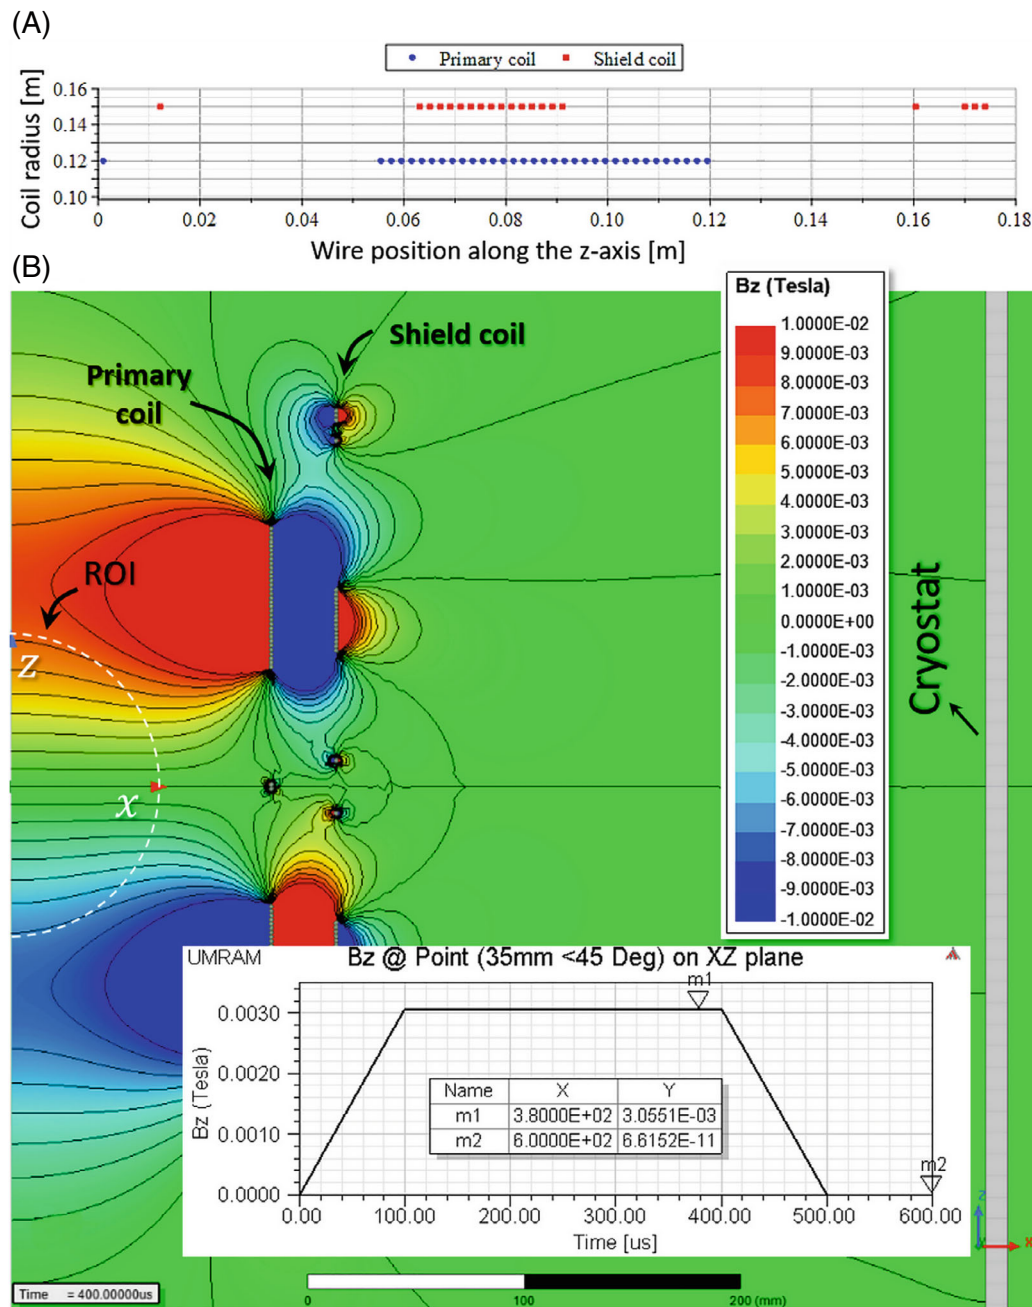 (A)
Primary coil Shield coil
Coil radius [m]
0.16
0.14
0.12
0.10
0 0.02 0.04 0.06 0.08 0.10 0.12 0.14 0.16 0.18
Wire position along the z-axis [m]
(B)
Bz (Tesla)
1.0000E-02
9.0000E-03
8.0000E-03
7.0000E-03
6.0000E-03
5.0000E-03
4.0000E-03
3.0000E-03
2.0000E-03
1.0000E-03
0.0000E+00
-1.0000E-03
-2.0000E-03
-3.0000E-03
-4.0000E-03
-5.0000E-03
-6.0000E-03
-7.0000E-03
-8.0000E-03
-9.0000E-03
-1.0000E-02
Shield coil
Primary
coil
ROI
z
x
Cryostat
UMRAM
Bz @ Point (35mm <45 Deg) on XZ plane
m1
Bz (Tesla)
0.0030
0.0020
0.0010
0.0000
Name X Y
m1 3.8000E+02 3.0551E-03
m2 6.0000E+02 6.6152E-11
m2
0.00 100.00 200.00 300.00 400.00 500.00 600.00
Time [us]
z
x
Time = 400.00000us
0 100 200 (mm)